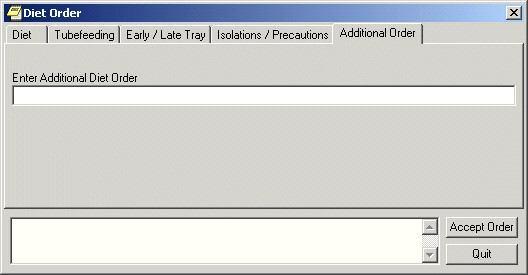 Diet Order
Diet Tubefeeding Early / Late Tray Isolations / Precautions Additional Order
Enter Additional Diet Order
Accept Order
Quit